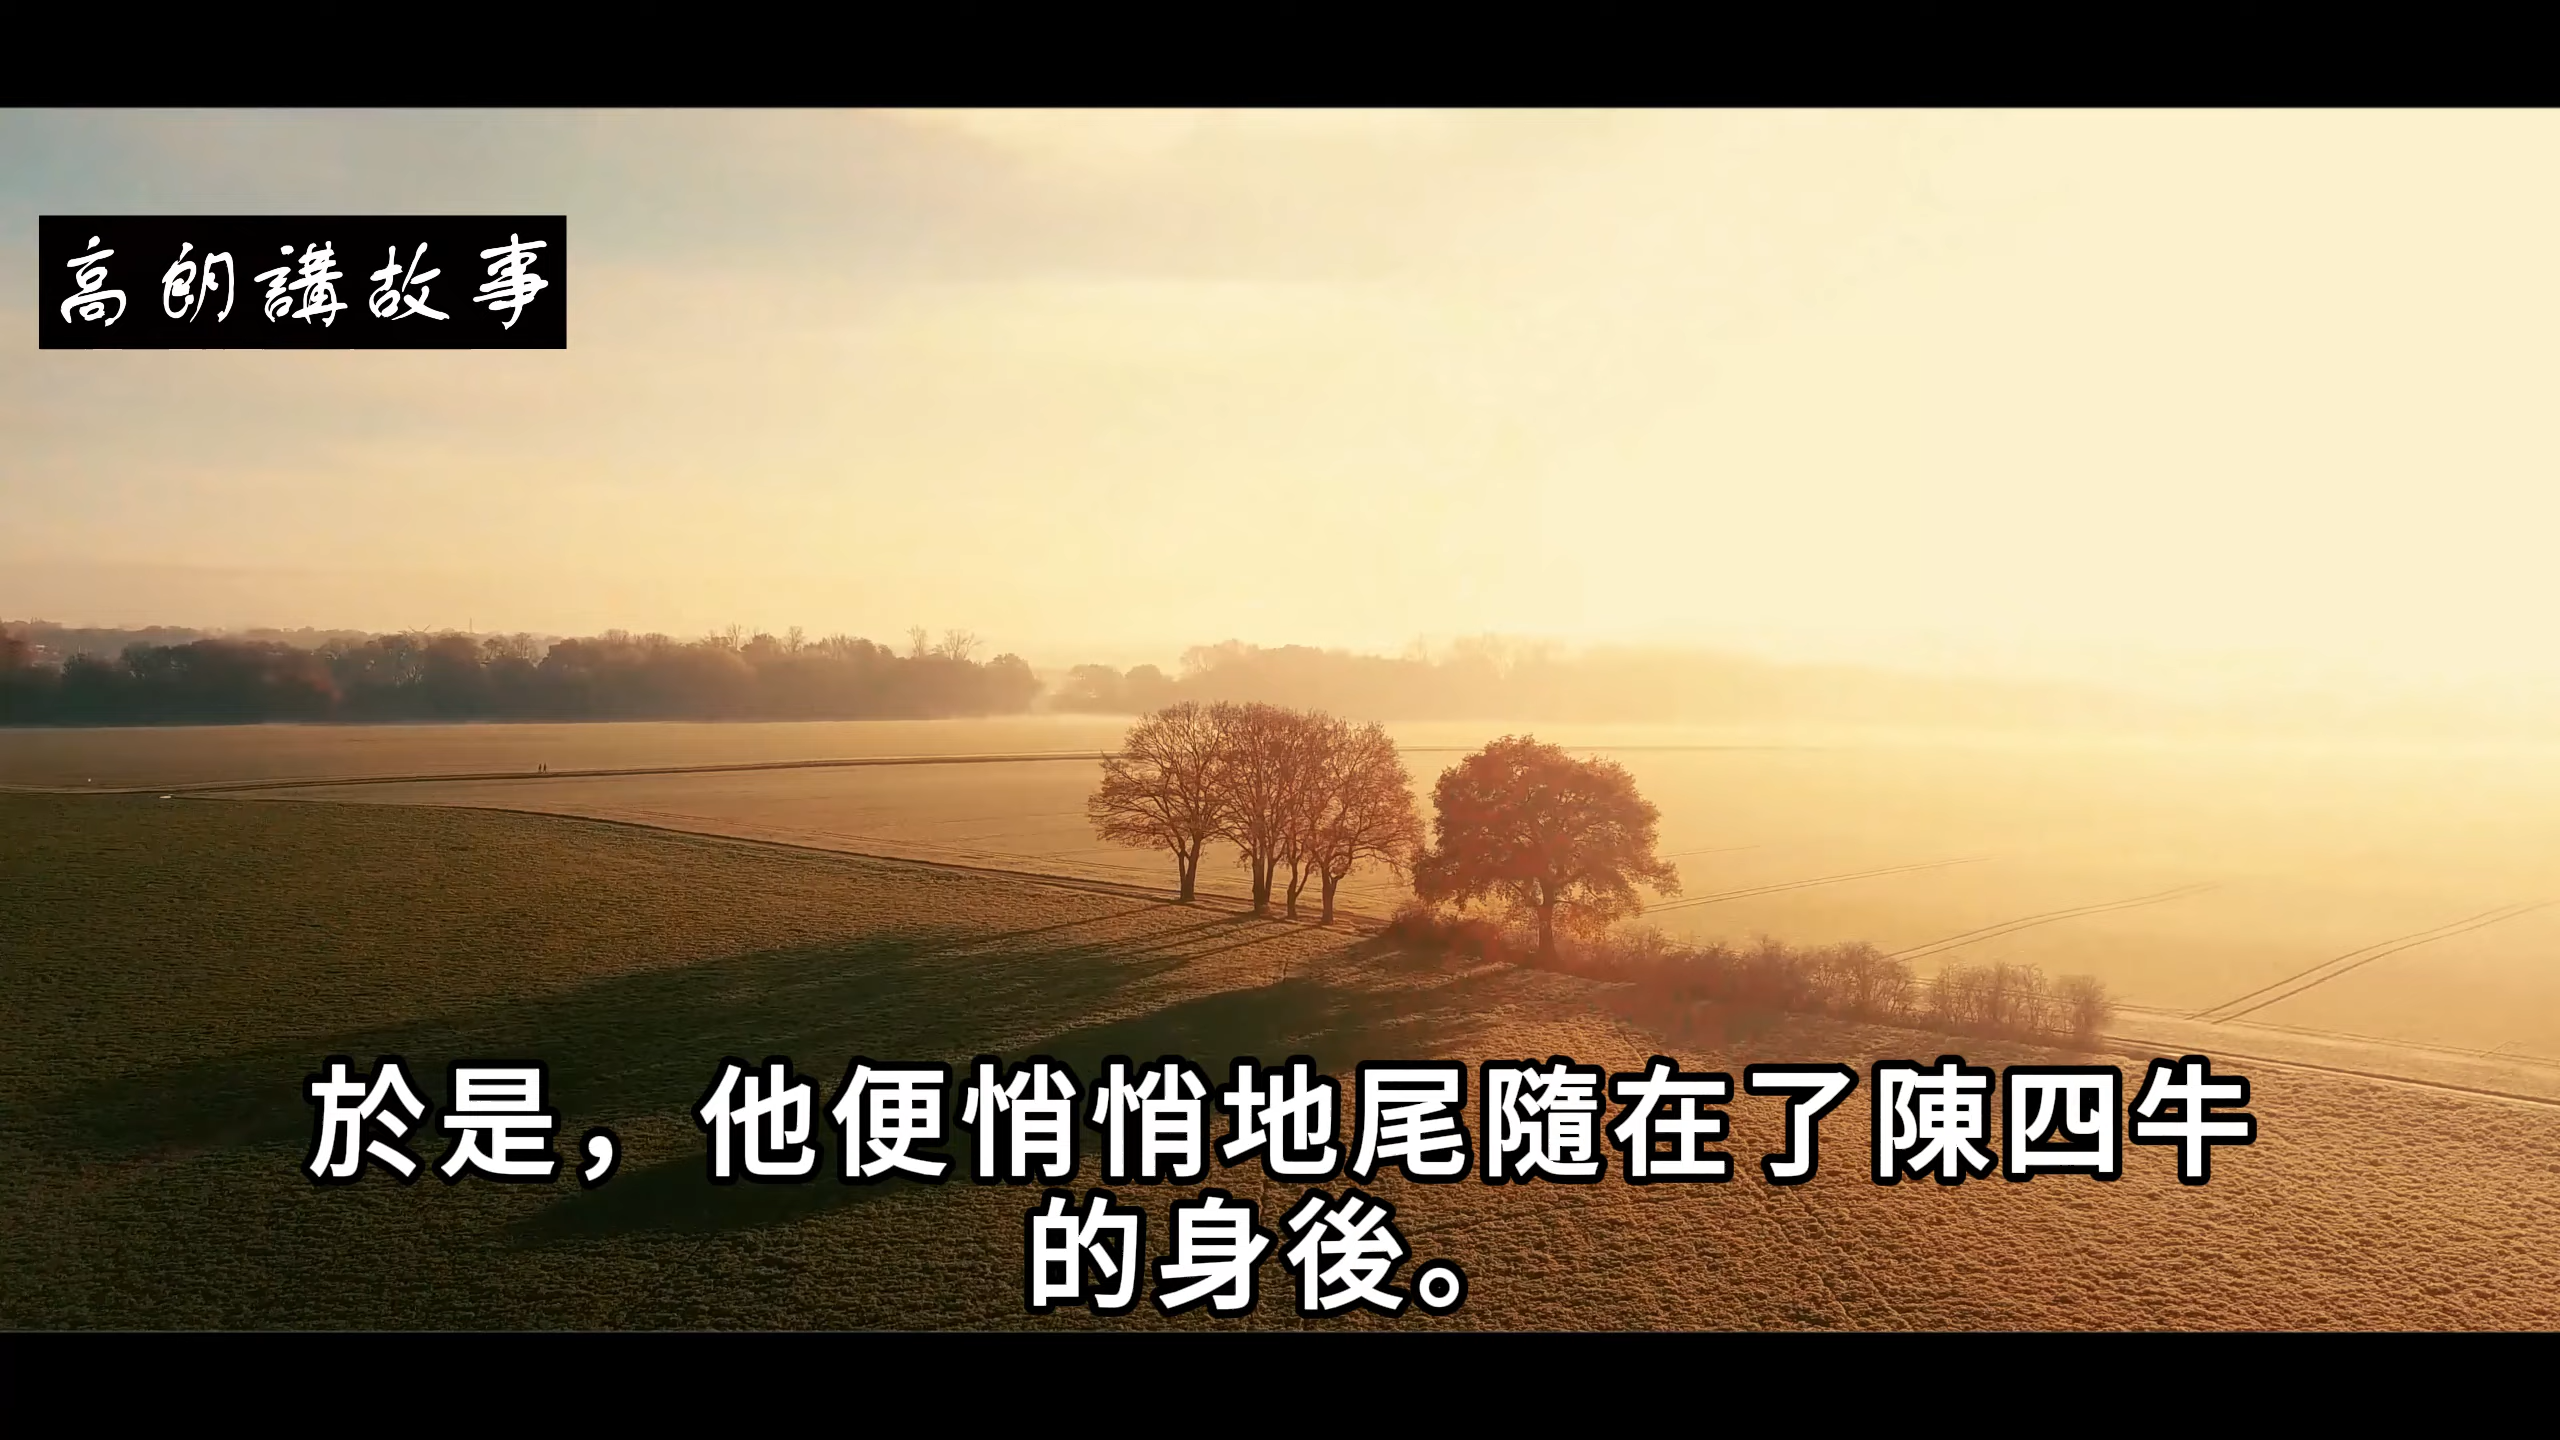 高朗講故事
於是，他便悄悄地尾隨在了陳四牛
的身後。